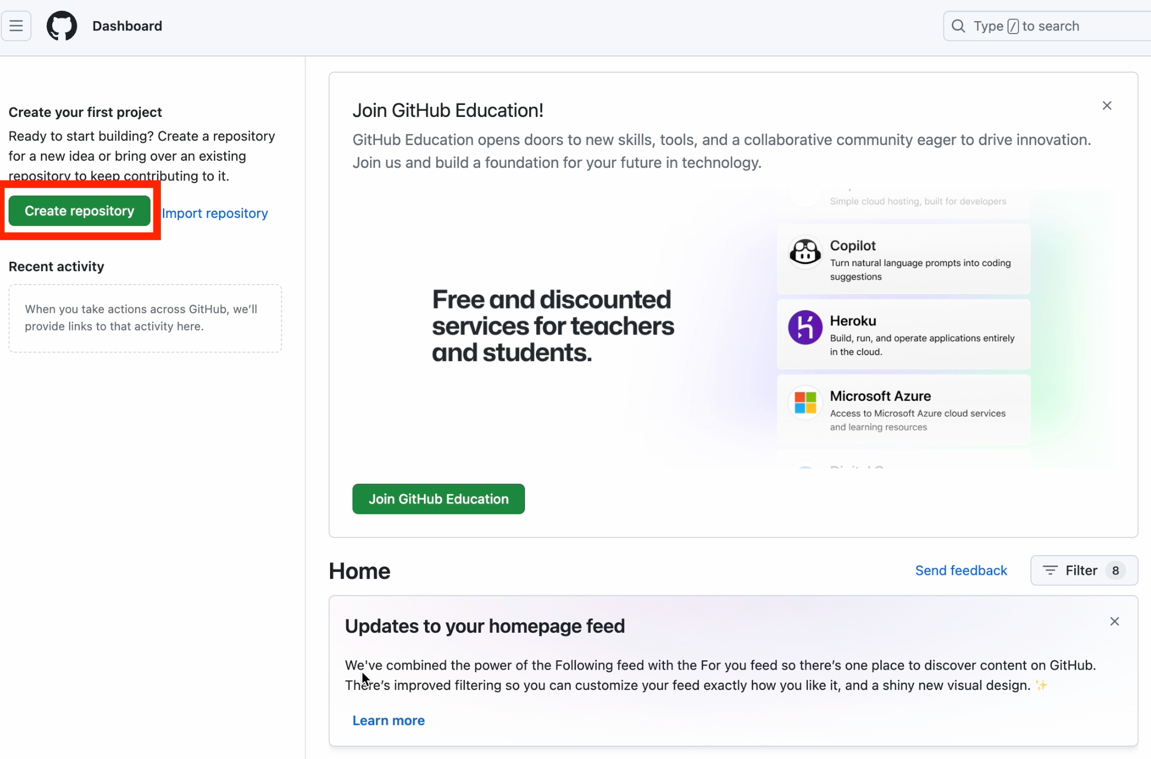 Dashboard
Type / to search
Create your first project
Ready to start building? Create a repository
for a new idea or bring over an existing
repository to keep contributing to it.
Create repository
Import repository
Recent activity
When you take actions across GitHub, we'll
provide links to that activity here.
Join GitHub Education!
GitHub Education opens doors to new skills, tools, and a collaborative community eager to drive innovation.
Join us and build a foundation for your future in technology.
Free and discounted
services for teachers
and students.
Simple cloud hosting, built for developers
Copilot
Turn natural language prompts into coding
suggestions
Heroku
Build, run, and operate applications entirely
in the cloud.
Microsoft Azure
Access to Microsoft Azure cloud services
and learning resources
Join GitHub Education
Home
Send feedback
Filter 8
Updates to your homepage feed
We've combined the power of the Following feed with the For you feed so there's one place to discover content on GitHub.
There's improved filtering so you can customize your feed exactly how you like it, and a shiny new visual design. ✨
Learn more